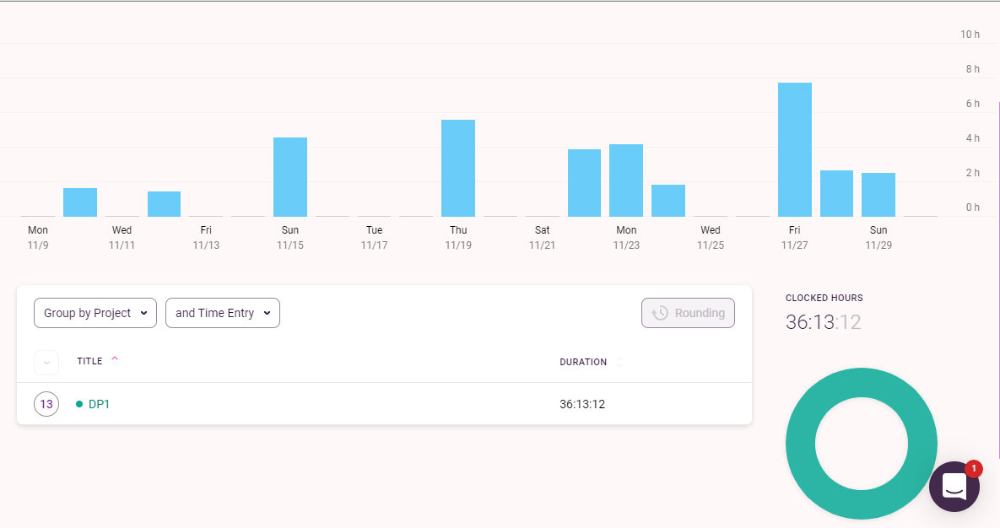 10 h
8 h
6 h
4 h
2 h
0 h
Mon Wed Fri Sun Tue Thu Sat Mon Wed Fri Sun
11/9 11/11 11/13 11/15 11/17 11/19 11/21 11/23 11/25 11/27 11/29
Group by Project and Time Entry Rounding
TITLE DURATION
13 DP1 36:13:12
CLOCKED HOURS
36:13:12
1